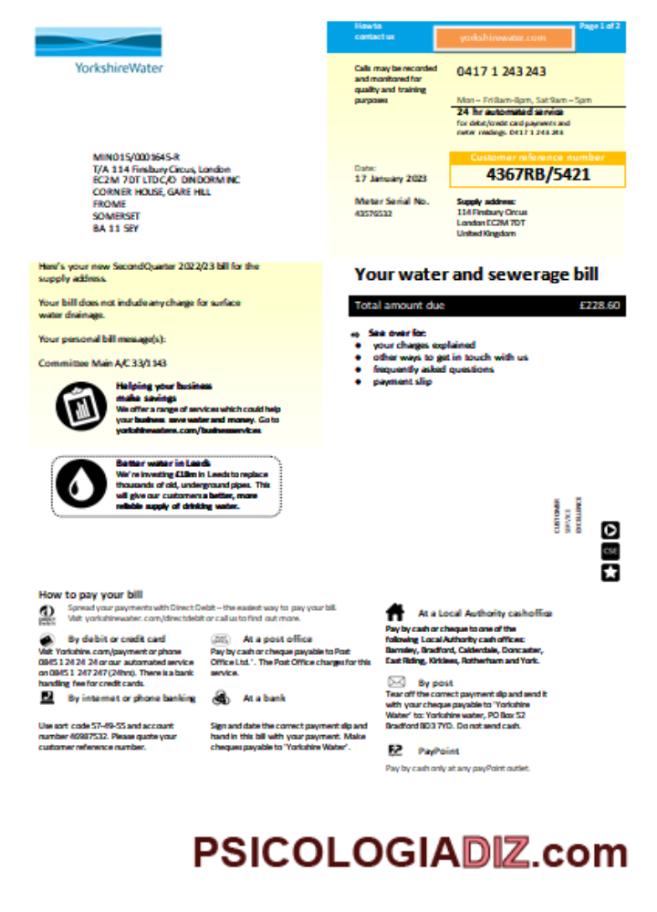 YorkshireWater
How to
contact us
yorkshirewater.com
Page 1 of 2
Calls may be recorded
and monitored for
quality and training
purposes
0417 1 243 243
Mon – Fri 8am-8pm, Sat 9am – 5pm
24 hr automated service
for debit/credit card payments and
meter readings. 0417 1 243 243
Customer reference number
4367RB/5421
Date:
17 January 2023
Meter Serial No.
43576532
Supply address:
114 Finsbury Circus
London EC2M 7DT
United Kingdom
MIN015/0001645-R
T/A 114 Finsbury Circus, London
EC2M 7DT LTD C/O DINDORM INC
CORNER HOUSE, GARE HILL
FROME
SOMERSET
BA 11 5EY
Here's your new Second Quarter 2022/23 bill for the
supply address.
Your bill does not include any charge for surface
water drainage.
Your personal bill message(s):
Committee Main A/C 33/1143
Helping your business
make savings
We offer a range of services which could help
your business save water and money. Go to
yorkshirewatere.com/businesservices
Better water in Leeds
We're investing £18m in Leeds to replace
thousands of old, underground pipes. This
will give our customers a better, more
reliable supply of drinking water.
Your water and sewerage bill
Total amount due £228.60
See over for:
your charges explained
other ways to get in touch with us
frequently asked questions
payment slip
CUSTOMER
SERVICE
CSE
How to pay your bill
Spread your payments with Direct Debit – the easiest way to pay your bill.
Visit yorkshirewater.com/directdebit or call us to find out more.
By debit or credit card
Visit Yorkshire.com/payment or phone
0845 1 24 24 24 or our automated service
on 0845 1 247 247 (24hrs). There is a bank
handling fee for credit cards.
By internet or phone banking
Use sort code 57-49-55 and account
number 46987532. Please quote your
customer reference number.
At a post office
Pay by cash or cheque payable to Post
Office Ltd.'. The Post Office charges for this
service.
At a bank
Sign and date the correct payment slip and
hand in this bill with your payment. Make
cheques payable to 'Yorkshire Water'.
At a Local Authority cash office
Pay by cash or cheque to one of the
following Local Authority cash offices:
Barnsley, Bradford, Calderdale, Doncaster,
East Riding, Kirklees, Rotherham and York.
By post
Tear off the correct payment slip and send it
with your cheque payable to 'Yorkshire
Water' to: Yorkshire water, PO Box 52
Bradford BD3 7YD. Do not send cash.
PayPoint
Pay by cash only at any payPoint outlet.
PSICOLOGIADIZ.com